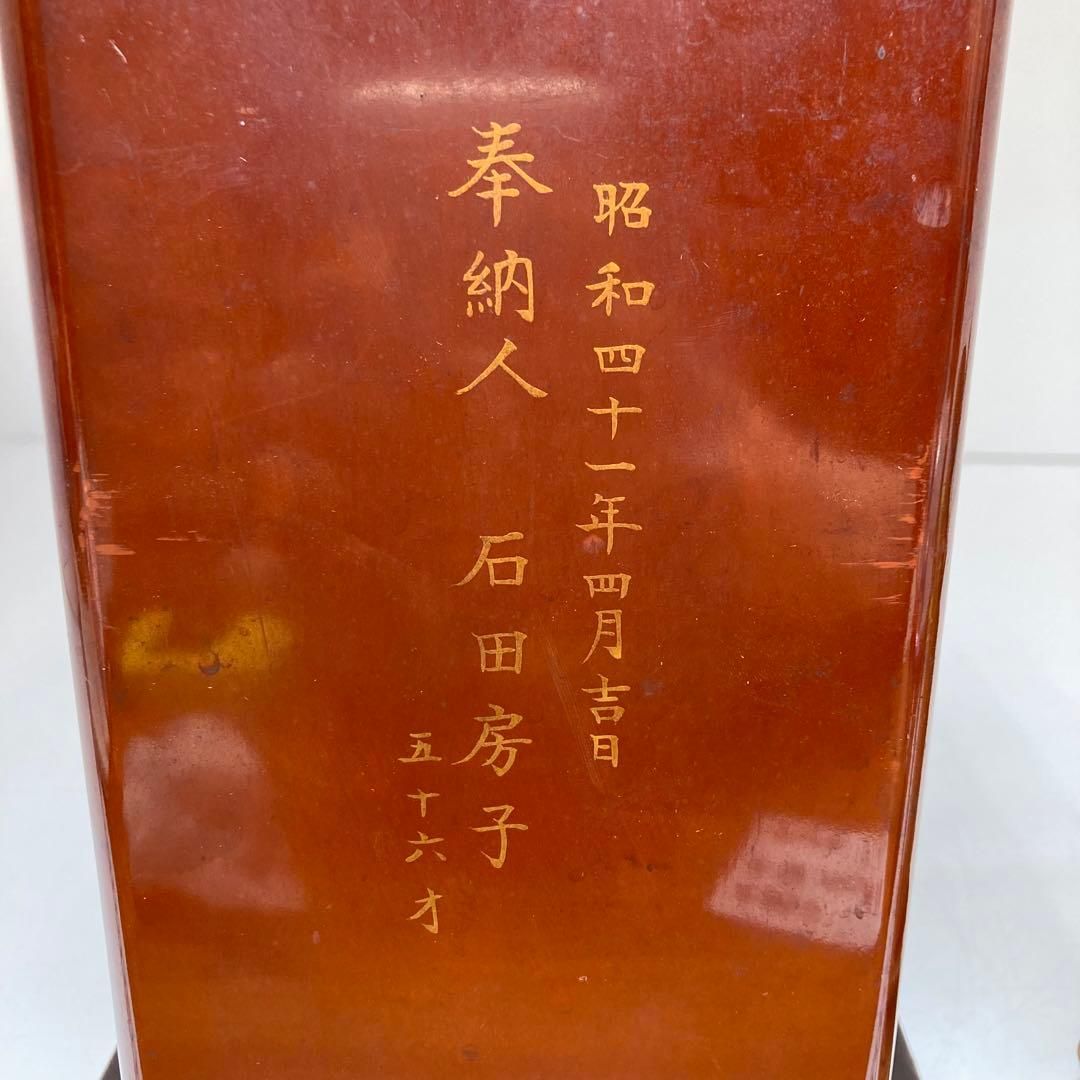 昭和四十一年四月吉日
奉納人 石田房子
五十六才